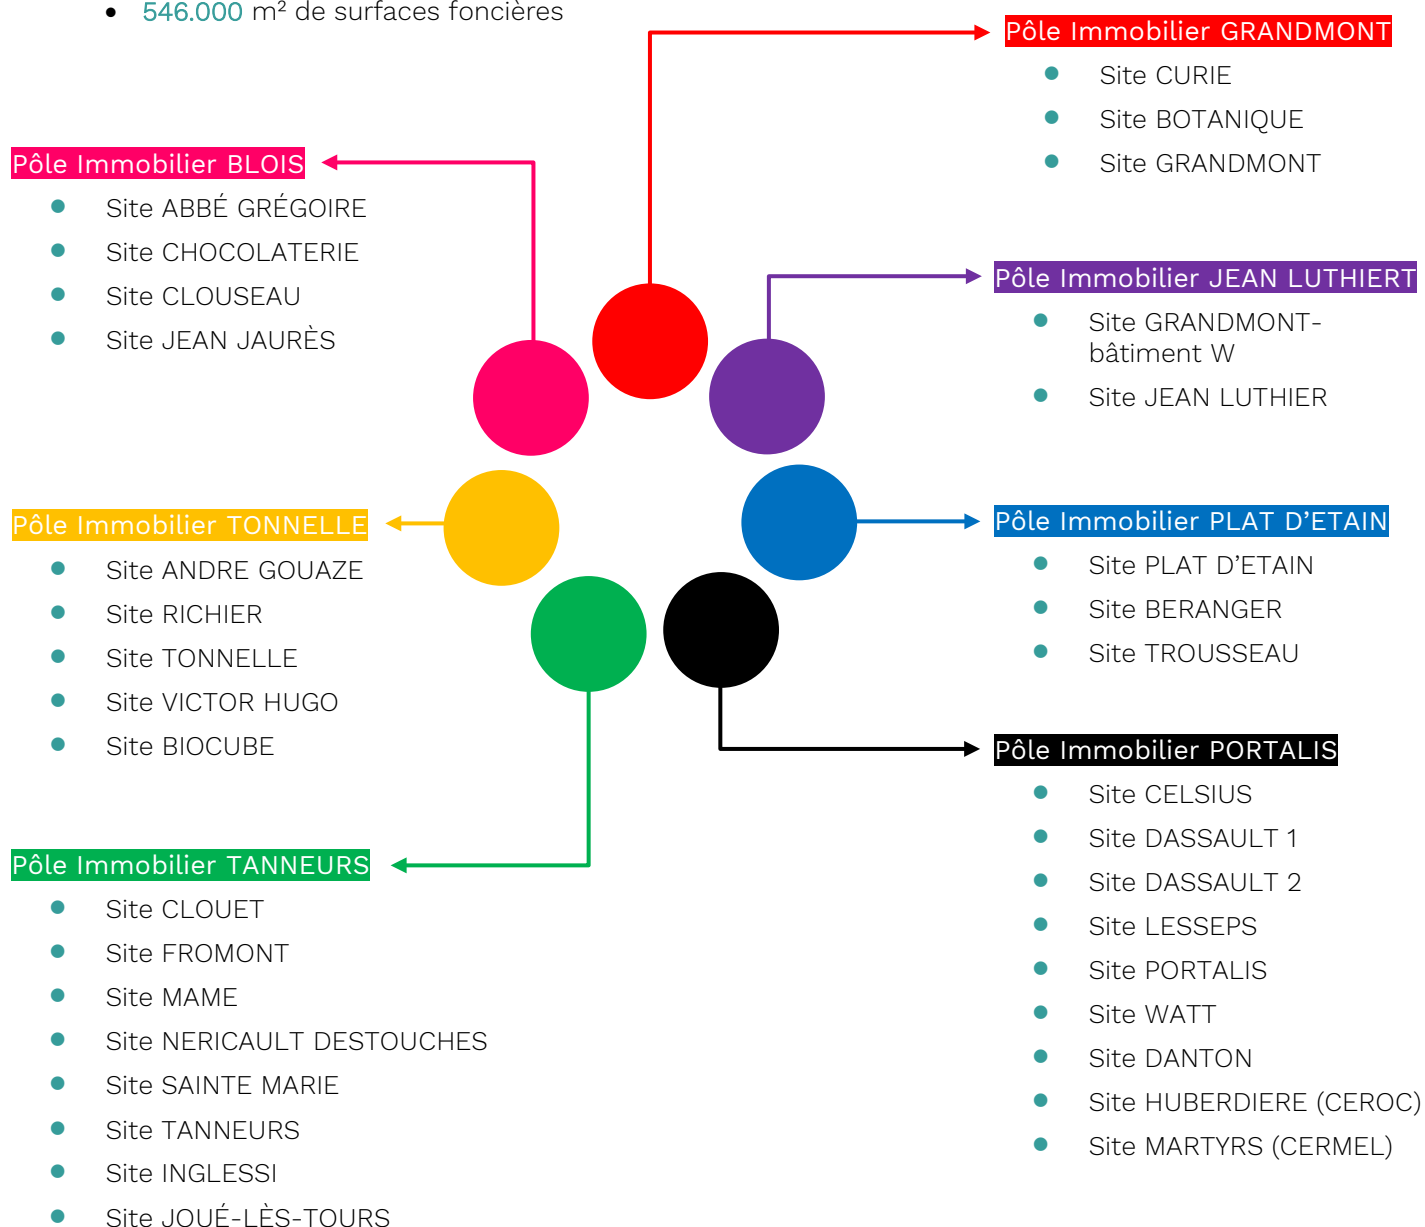 546.000 m² de surfaces foncières
Pôle Immobilier GRANDMONT
Site CURIE
Site BOTANIQUE
Site GRANDMONT
Pôle Immobilier BLOIS
Site ABBÉ GRÉGOIRE
Site CHOCOLATERIE
Site CLOUSEAU
Site JEAN JAURÈS
Pôle Immobilier JEAN LUTHIERT
Site GRANDMONT-
bâtiment W
Site JEAN LUTHIER
Pôle Immobilier TONNELLE
Site ANDRE GOUAZE
Site RICHIER
Site TONNELLE
Site VICTOR HUGO
Site BIOCUBE
Pôle Immobilier PLAT D’ETAIN
Site PLAT D’ETAIN
Site BERANGER
Site TROUSSEAU
Pôle Immobilier PORTALIS
Site CELSIUS
Site DASSAULT 1
Site DASSAULT 2
Site LESSEPS
Site PORTALIS
Site WATT
Site DANTON
Site HUBERDIERE (CEROC)
Site MARTYRS (CERMEL)
Pôle Immobilier TANNEURS
Site CLOUET
Site FROMONT
Site MAME
Site NERICAULT DESTOUCHES
Site SAINTE MARIE
Site TANNEURS
Site INGLESSI
Site JOUÉ-LÈS-TOURS